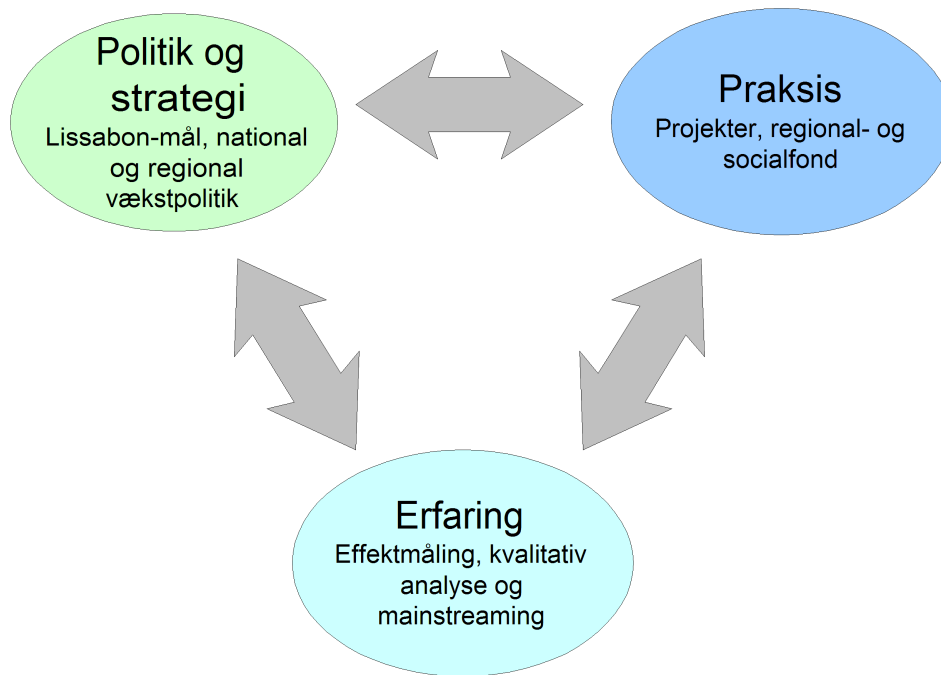 Politik og
strategi
Lissabon-mål, national
og regional
vækstpolitik
Praksis
Projekter, regional- og
socialfond
Erfaring
Effektmåling, kvalitativ
analyse og
mainstreaming